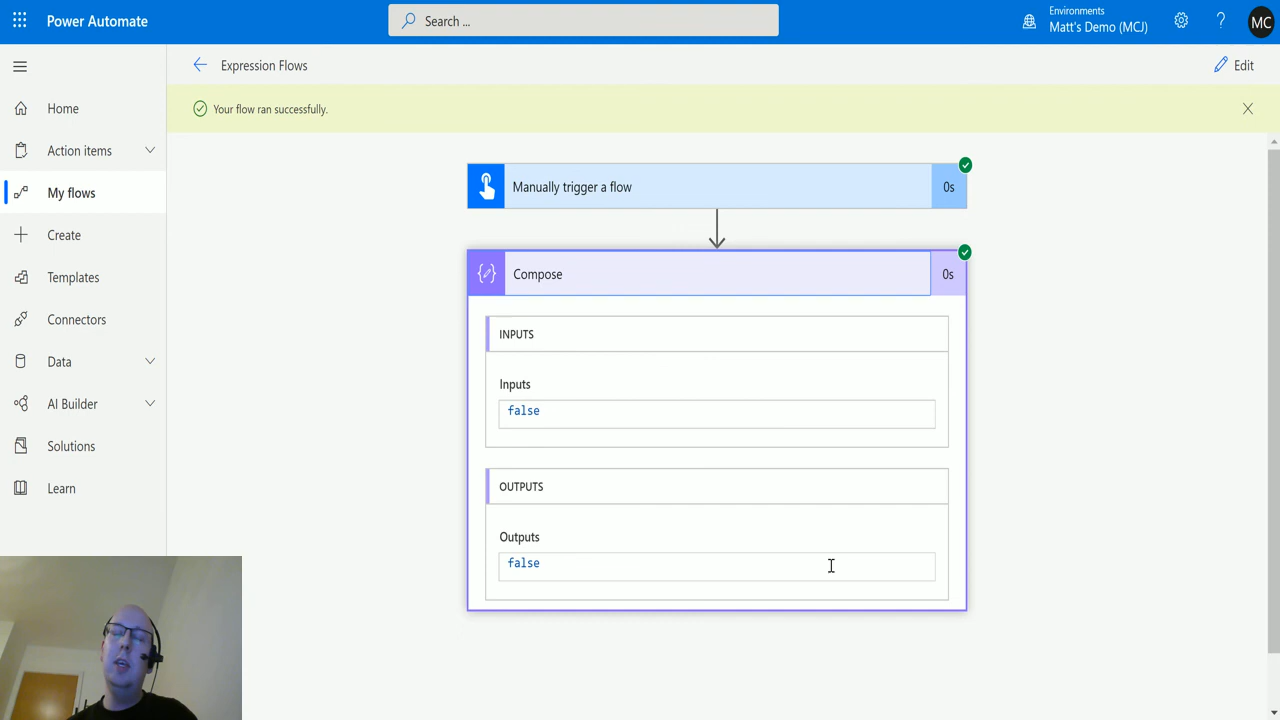 Power Automate
Search ...
Environments
Matt's Demo (MCJ)
?
MC
Expression Flows
Edit
Your flow ran successfully.
Home
Action items
My flows
Create
Templates
Connectors
Data
AI Builder
Solutions
Learn
Manually trigger a flow
0s
Compose
0s
INPUTS
Inputs
false
OUTPUTS
Outputs
false